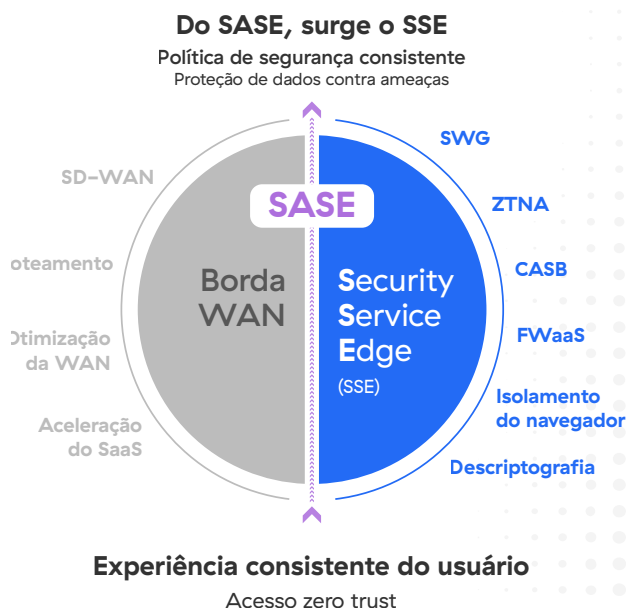 Do SASE, surge o SSE
Política de segurança consistente
Proteção de dados contra ameaças
SASE
Borda
WAN
Security
Service
Edge
(SSE)
SD-WAN
oteamento
Otimização
da WAN
Aceleração
do SaaS
SWG
ZTNA
CASB
FWaaS
Isolamento
do navegador
Descriptografia
Experiência consistente do usuário
Acesso zero trust